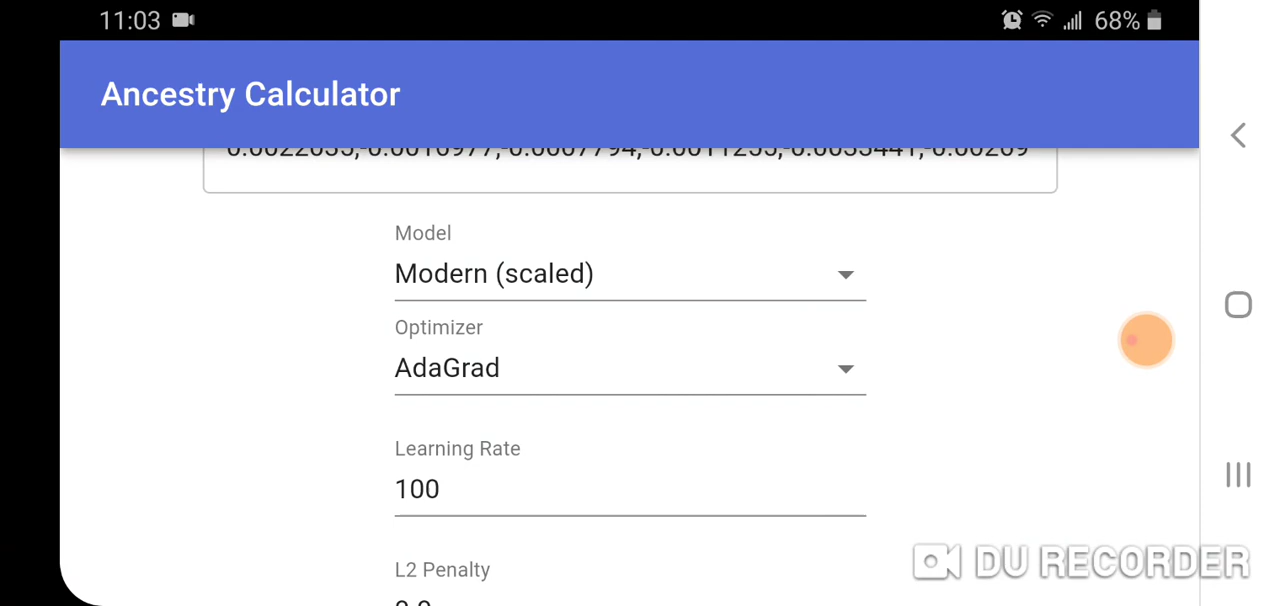 11:03 68%
Ancestry Calculator
Model
Modern (scaled)
Optimizer
AdaGrad
Learning Rate
100
L2 Penalty
DU RECORDER